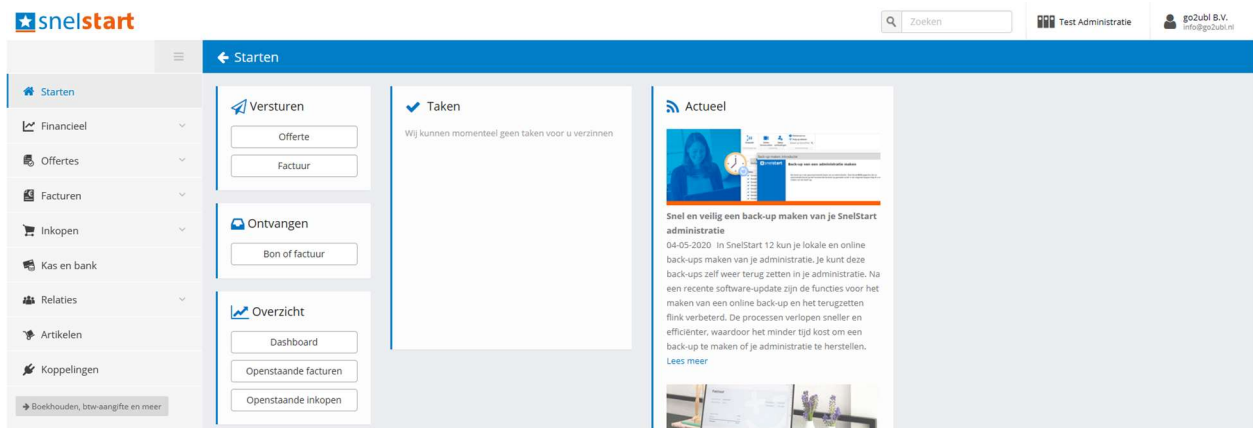 snelstart
Zoeken
Test Administratie
go2ubl B.V.
info@go2ubl.nl
Starten
Starten
Financieel
Offertes
Facturen
Inkopen
Kas en bank
Relaties
Artikelen
Koppelingen
Boekhouden, btw-aangifte en meer
Versturen
Offerte
Factuur
Ontvangen
Bon of factuur
Overzicht
Dashboard
Openstaande facturen
Openstaande inkopen
Taken
Wij kunnen momenteel geen taken voor u verzinnen
Actueel
Back-up van een administratie maken
Snel en veilig een back-up maken van je SnelStart
administratie
04-05-2020 In SnelStart 12 kun je lokale en online
back-ups maken van je administratie. Je kunt deze
back-ups zelf weer terug zetten in je administratie. Na
een recente software-update zijn de functies voor het
maken van een online back-up en het terugzetten
flink verbeterd. De processen verlopen sneller en
efficiënter, waardoor het minder tijd kost om een
back-up te maken of je administratie te herstellen.
Lees meer